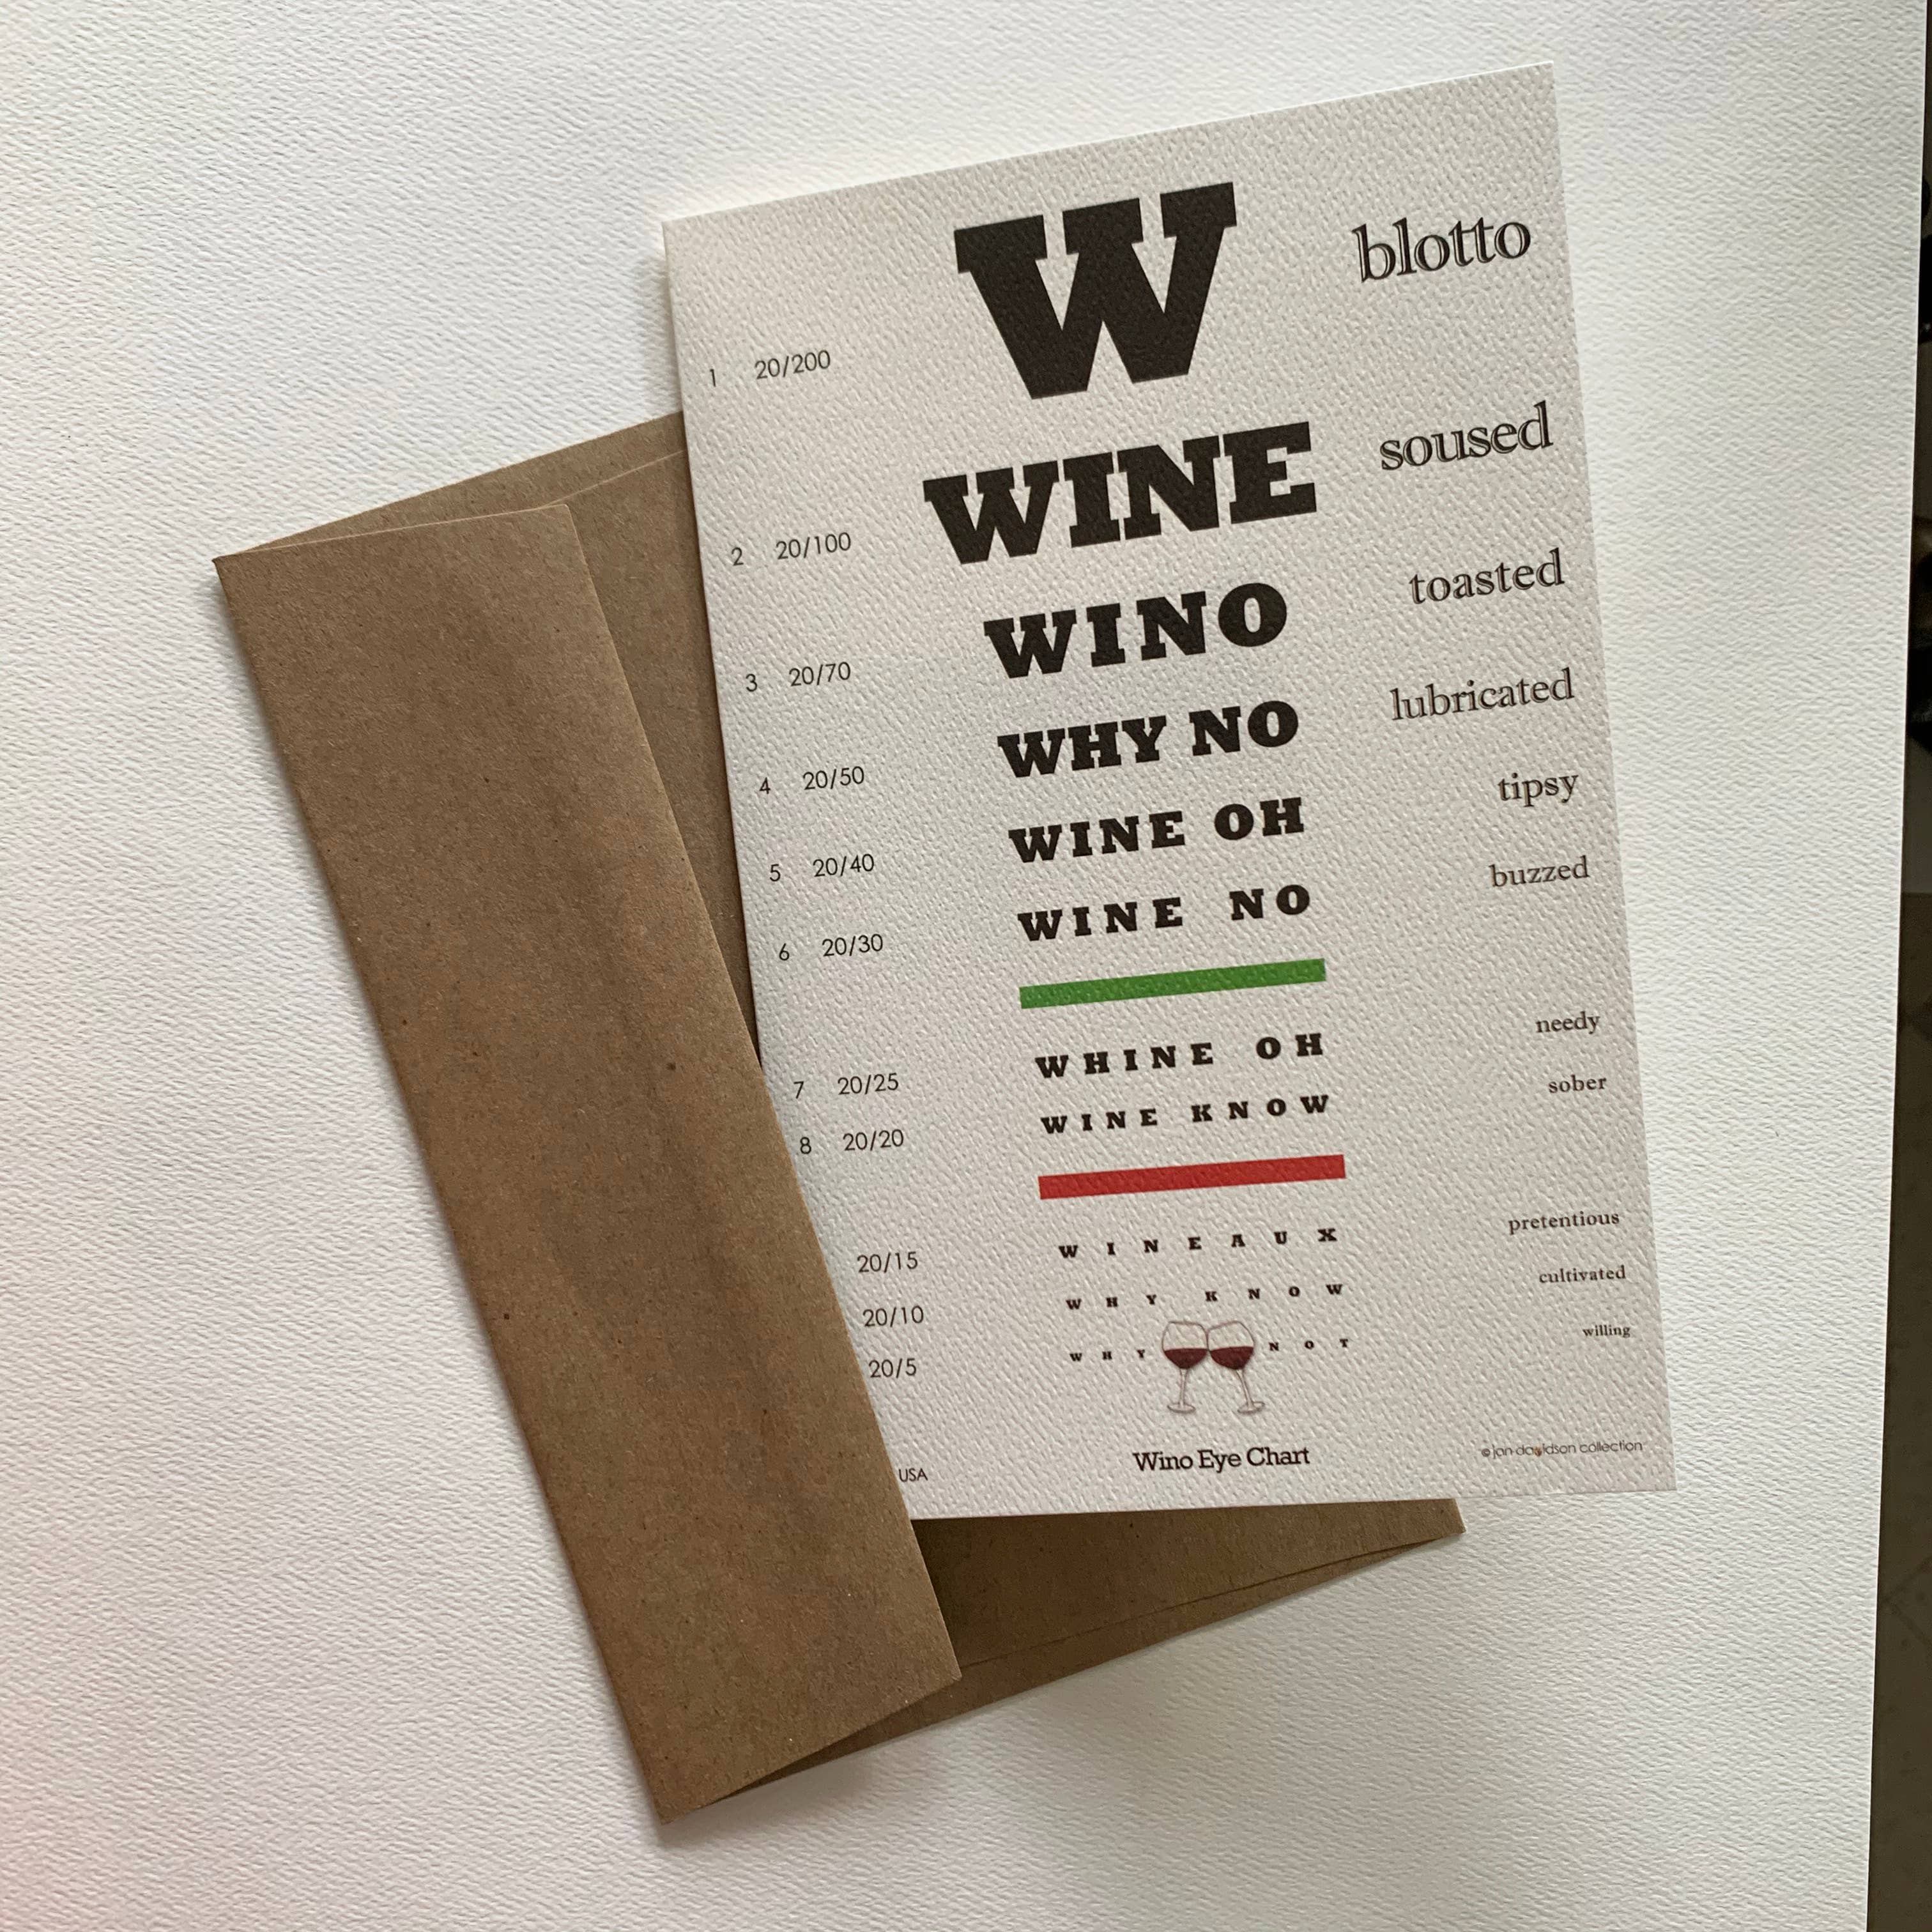 W blotto
1 20/200
WINE soused
2 20/100
WINO toasted
3 20/70
WHY NO lubricated
4 20/50
WINE OH tipsy
5 20/40
WINE NO buzzed
6 20/30
WHINE OH needy
7 20/25
WINE KNOW sober
8 20/20
WINEAUX pretentious
20/15
WHY KNOW cultivated
20/10
WHY NOT willing
20/5
Wino Eye Chart
© jan davidson collection
USA